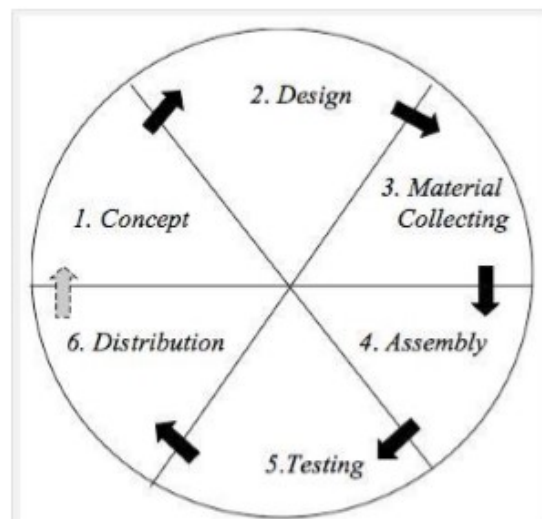 1. Concept
2. Design
3. Material
Collecting
4. Assembly
5.Testing
6. Distribution